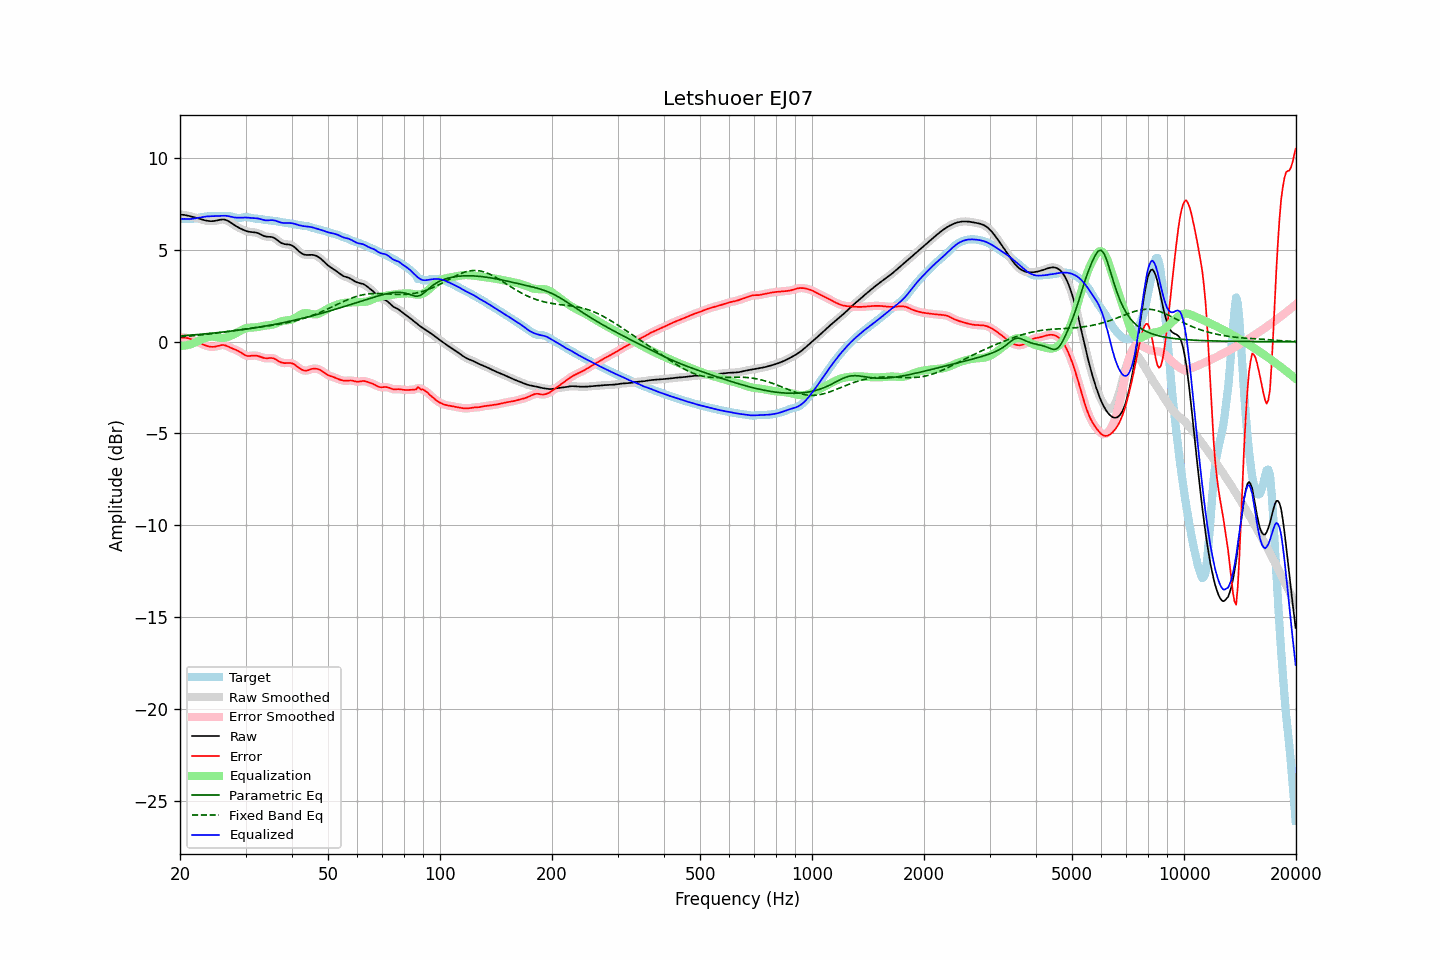 Letshuoer EJ07
Amplitude (dBr)
10
5
0
−5
−10
−15
−20
−25
Target
Raw Smoothed
Error Smoothed
Raw
Error
Equalization
Parametric Eq
Fixed Band Eq
Equalized
20
50
100
200
500
1000
2000
5000
10000
20000
Frequency (Hz)